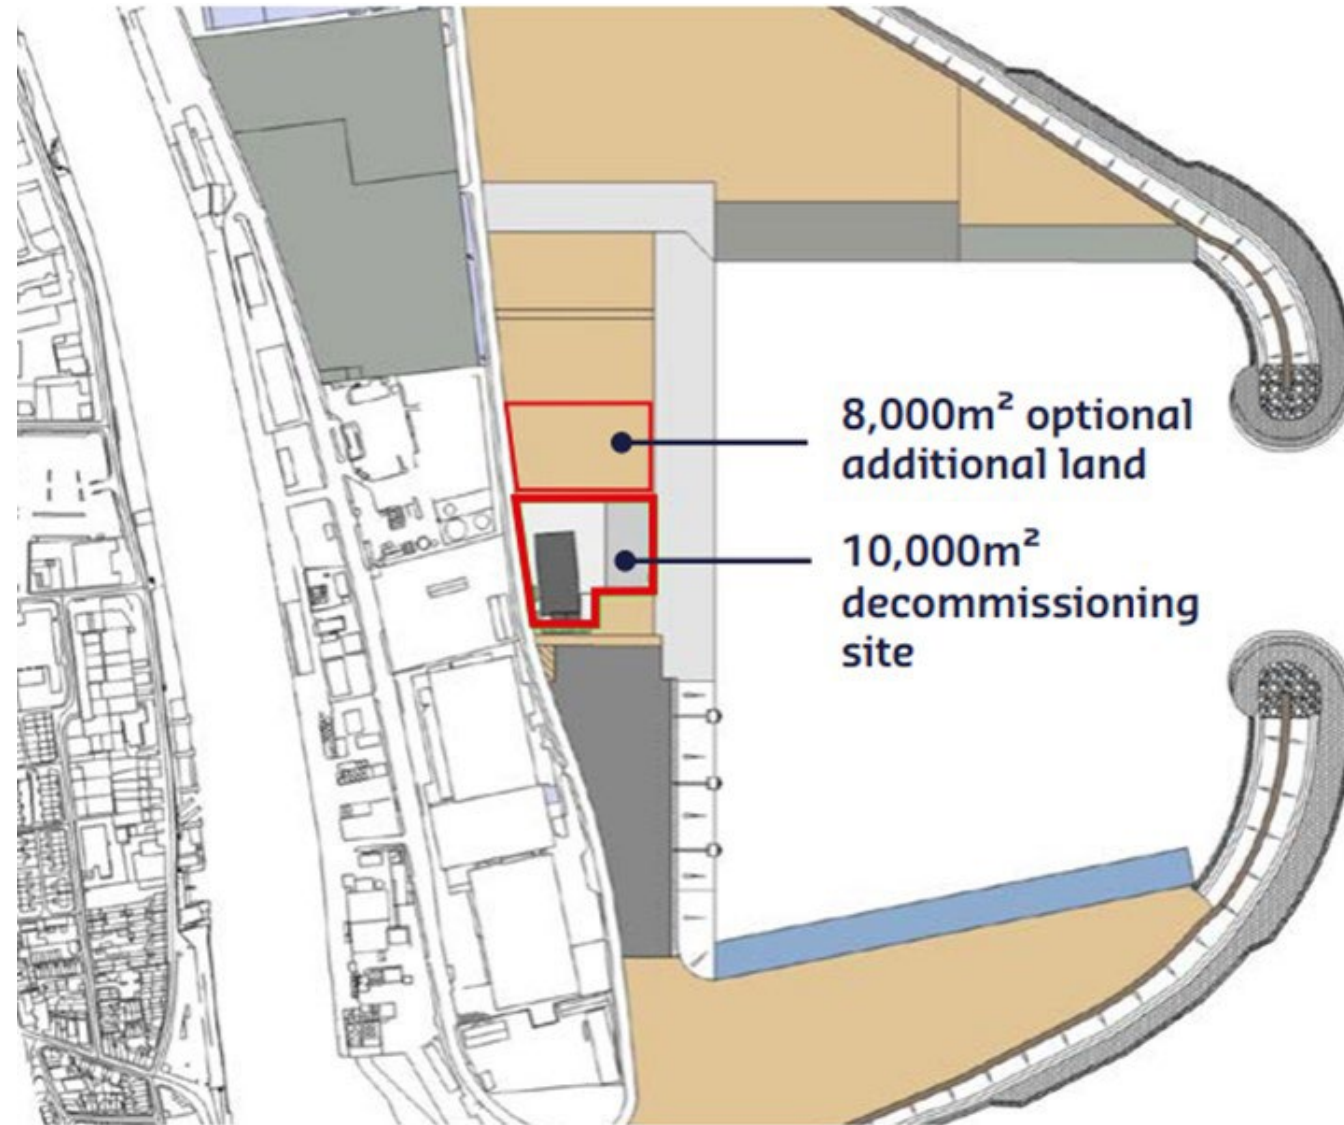 8,000m² optional
additional land
10,000m²
decommissioning
site